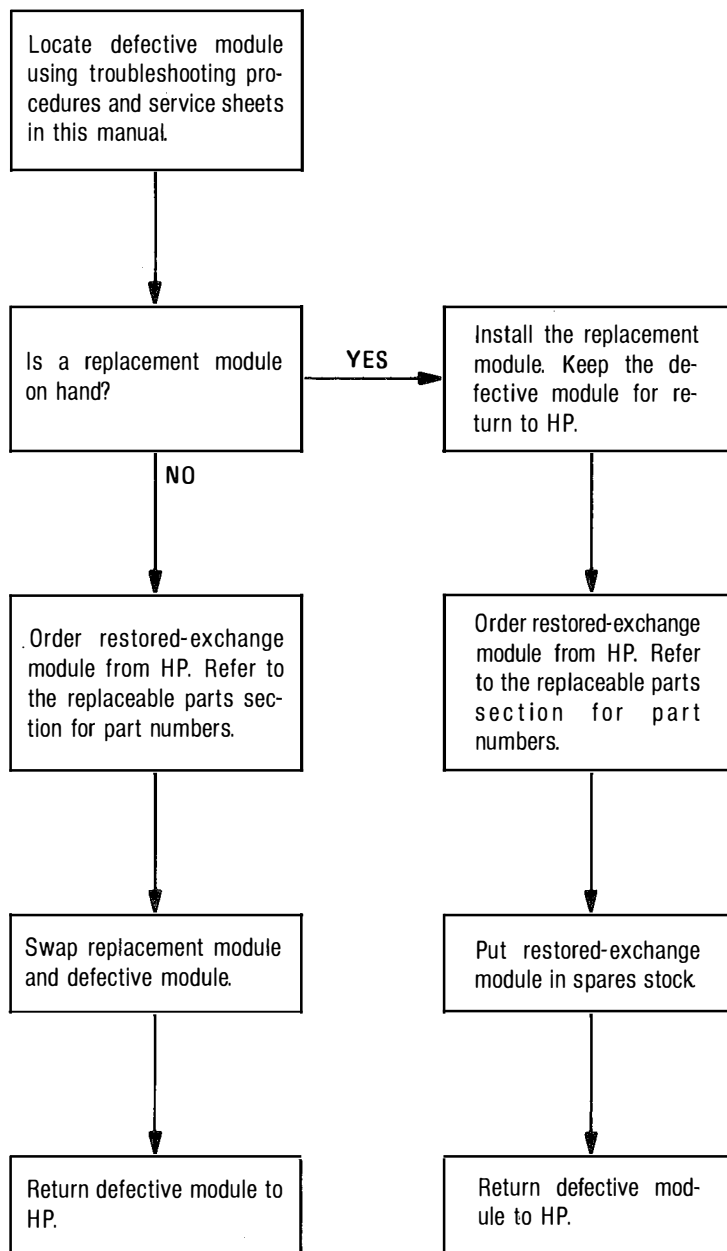 Locate defective module
using troubleshooting pro-
cedures and service sheets
in this manual.
Is a replacement module
on hand?
YES
Install the replacement
module. Keep the de-
fective module for re-
turn to HP.
NO
Order restored-exchange
module from HP. Refer to
the replaceable parts sec-
tion for part numbers.
Order restored-exchange
module from HP. Refer
to the replaceable parts
section for part
numbers.
Swap replacement module
and defective module.
Put restored-exchange
module in spares stock.
Return defective module to
HP.
Return defective mod-
ule to HP.